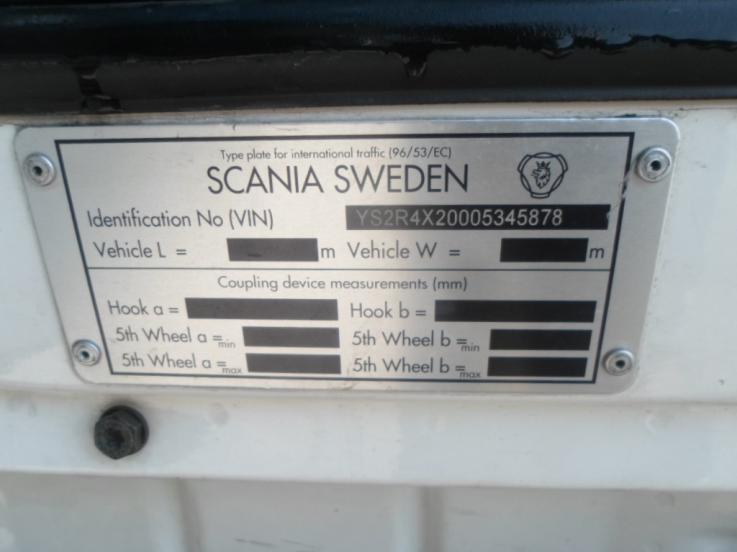 Type plate for international traffic (96/53/EC)
SCANIA SWEDEN
Identification No (VIN) YS2R4X20005345878
Vehicle L = m Vehicle W = m
Coupling device measurements (mm)
Hook a = Hook b =
5th Wheel a = min 5th Wheel b = min
5th Wheel a = max 5th Wheel b = max